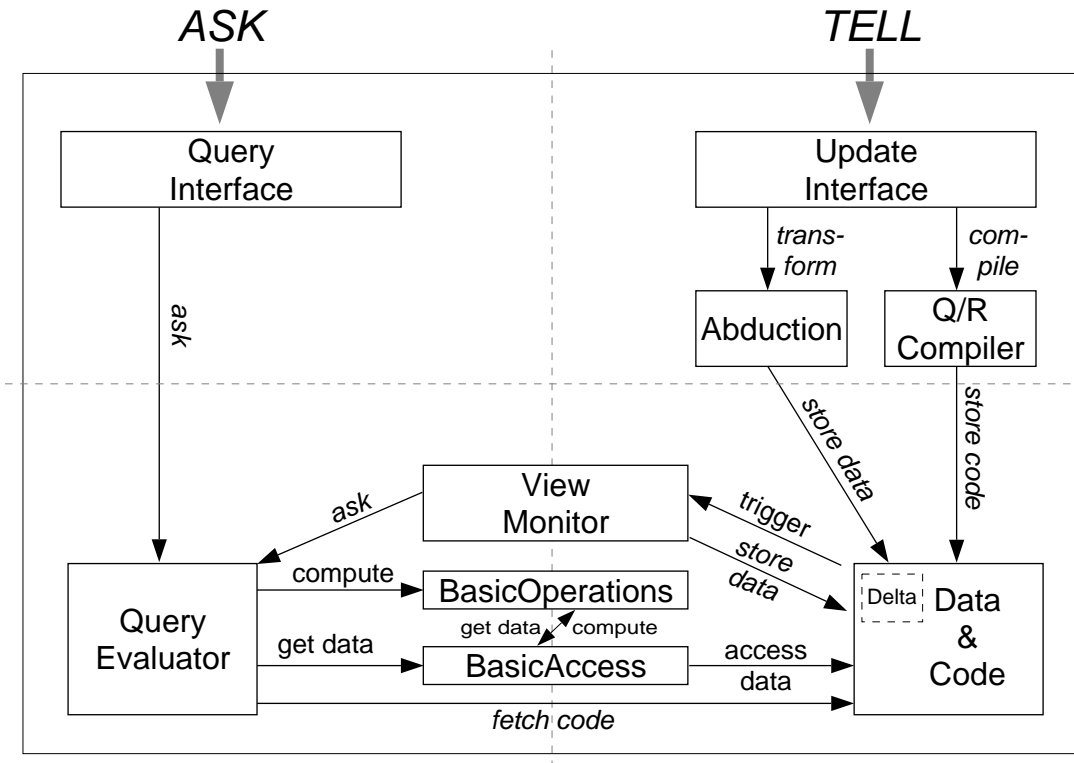 ASK
TELL
Query
Interface
Update
Interface
trans-
form
com-
pile
ask
Abduction
Q/R
Compiler
store data
store code
View
Monitor
ask
trigger
store
data
compute
BasicOperations
Delta
Data
&
Code
Query
Evaluator
get data
compute
get data
BasicAccess
access
data
fetch code